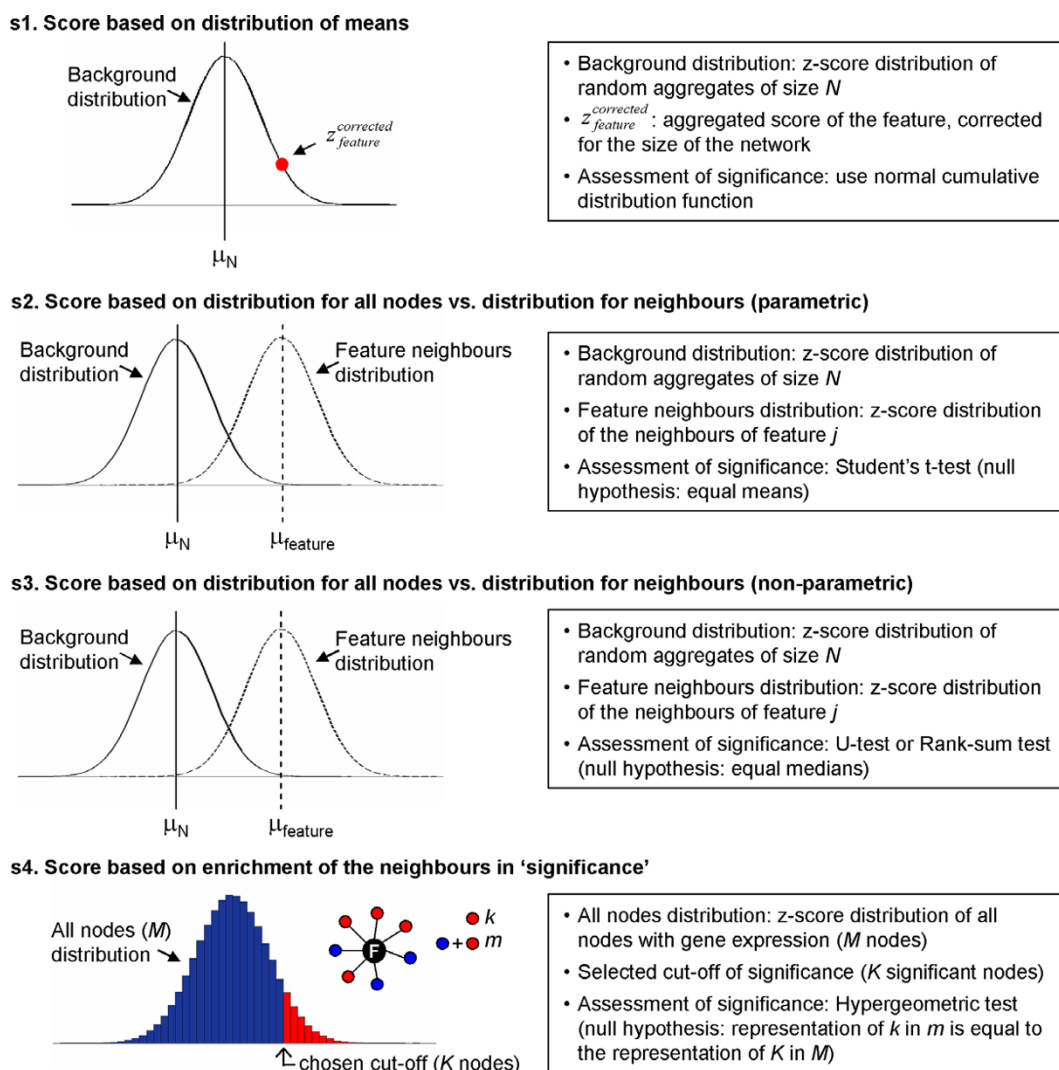 s1. Score based on distribution of means
Background
distribution
z feature corrected
μN
• Background distribution: z-score distribution of
random aggregates of size N
• z feature corrected : aggregated score of the feature, corrected
for the size of the network
• Assessment of significance: use normal cumulative
distribution function
s2. Score based on distribution for all nodes vs. distribution for neighbours (parametric)
Background
distribution
Feature neighbours
distribution
μN
μfeature
• Background distribution: z-score distribution of
random aggregates of size N
• Feature neighbours distribution: z-score distribution
of the neighbours of feature j
• Assessment of significance: Student's t-test (null
hypothesis: equal means)
s3. Score based on distribution for all nodes vs. distribution for neighbours (non-parametric)
Background
distribution
Feature neighbours
distribution
μN
μfeature
• Background distribution: z-score distribution of
random aggregates of size N
• Feature neighbours distribution: z-score distribution
of the neighbours of feature j
• Assessment of significance: U-test or Rank-sum test
(null hypothesis: equal medians)
s4. Score based on enrichment of the neighbours in ‘significance’
All nodes (M)
distribution
F
k
+ m
chosen cut-off (K nodes)
• All nodes distribution: z-score distribution of all
nodes with gene expression (M nodes)
• Selected cut-off of significance (K significant nodes)
• Assessment of significance: Hypergeometric test
(null hypothesis: representation of k in m is equal to
the representation of K in M)